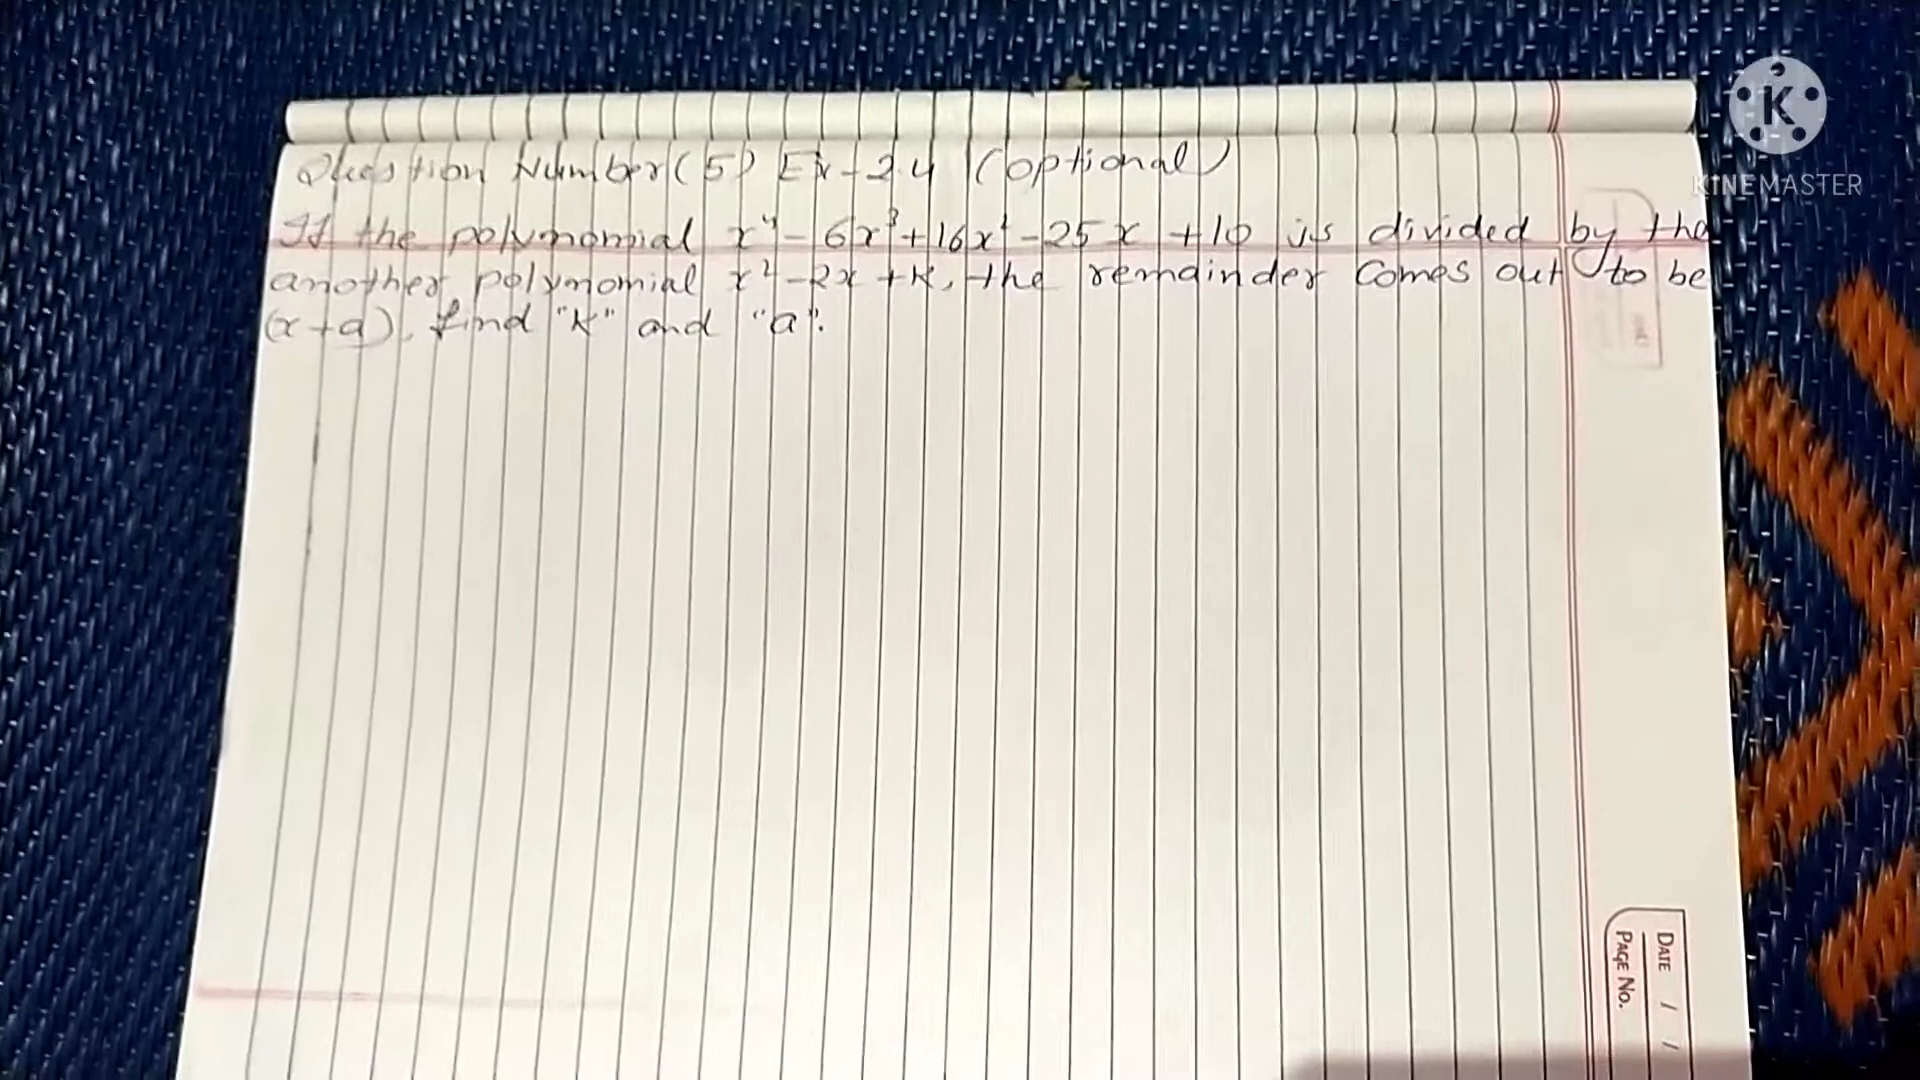 Question Number (5) Ex-2.4 (optional)
If the polynomial x⁴ - 6x³ + 16x² - 25x + 10 is divided by the
another polynomial x² - 2x + K, the remainder comes out to be
(x + a), find "K" and "a".
K
KINEMASTER
DATE / /
PAGE NO.